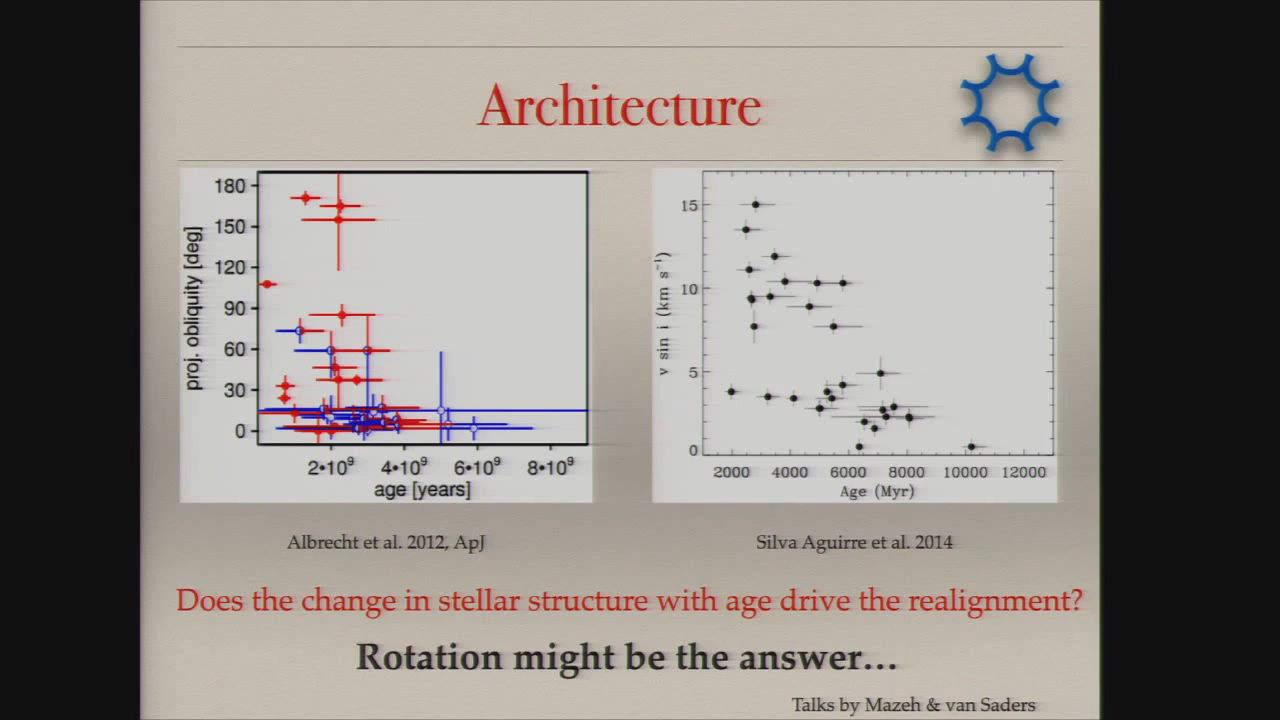 Architecture
180
150
120
90
60
30
0
proj. obliquity [deg]
2•10⁹ 4•10⁹ 6•10⁹ 8•10⁹
age [years]
15
10
5
0
v sin i (km s⁻¹)
2000 4000 6000 8000 10000 12000
Age (Myr)
Albrecht et al. 2012, ApJ
Silva Aguirre et al. 2014
Does the change in stellar structure with age drive the realignment?
Rotation might be the answer…
Talks by Mazeh & van Saders